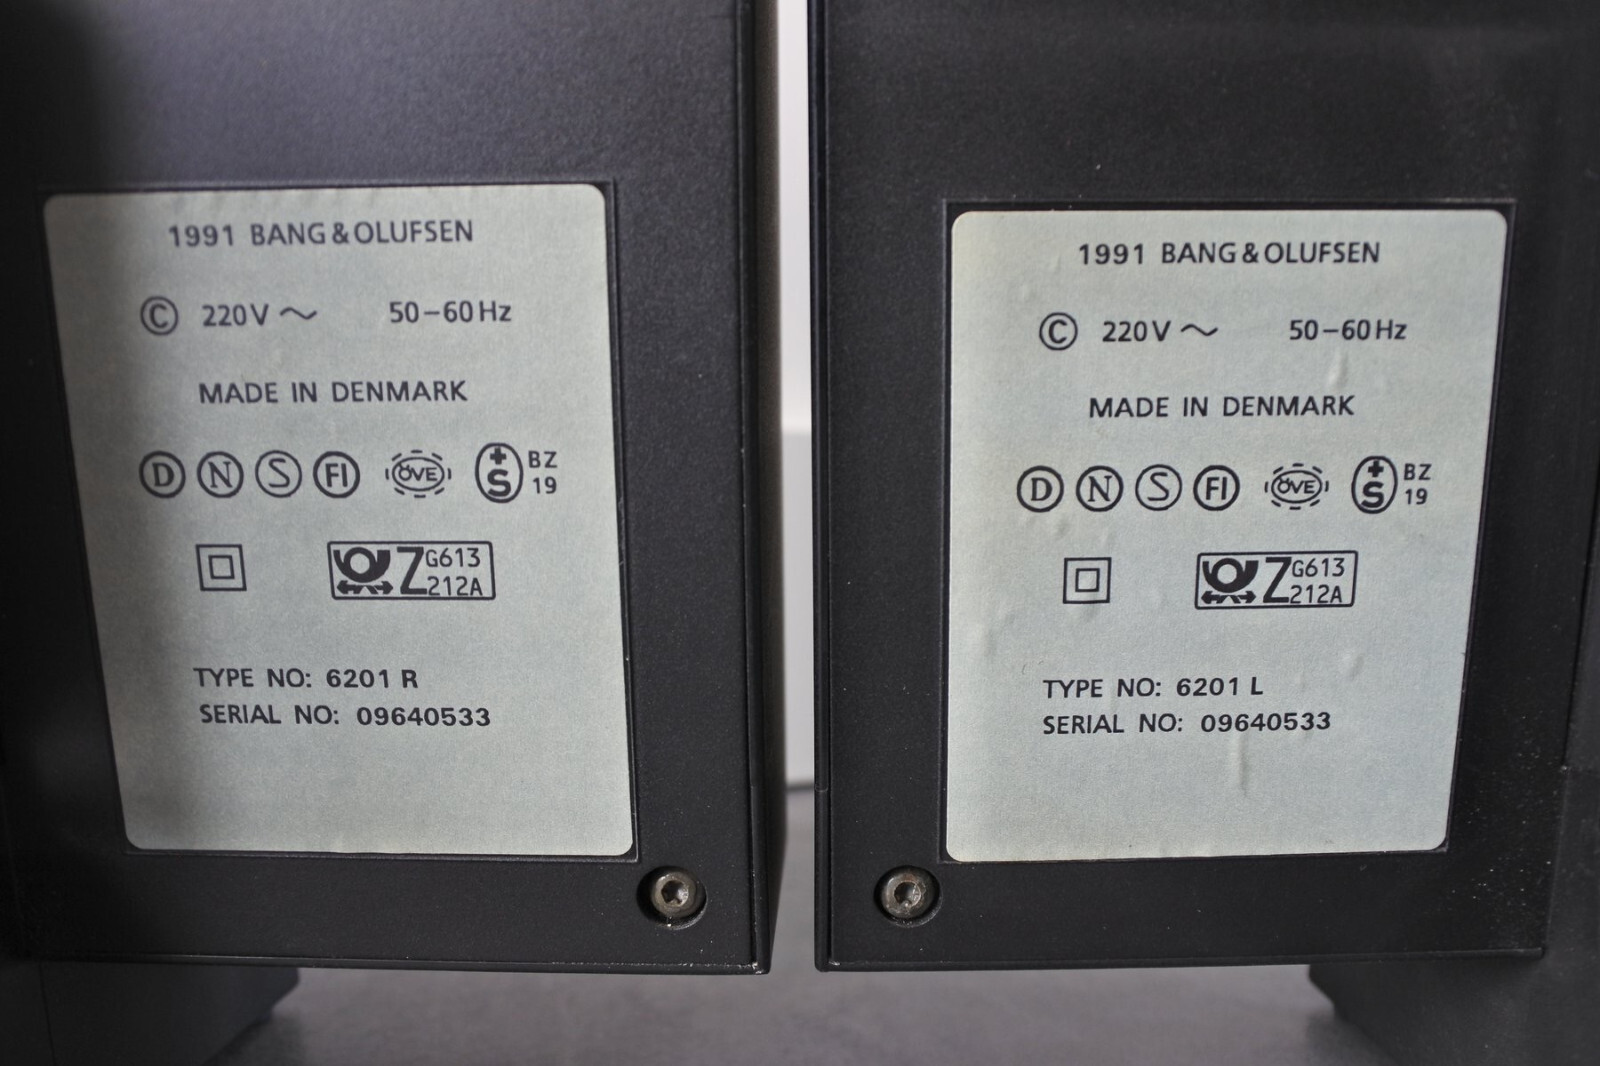 1991 BANG&OLUFSEN
© 220V ~ 50–60Hz
MADE IN DENMARK
D N S FI ÖVE +S BZ 19
Z G613 212A
TYPE NO: 6201 R
SERIAL NO: 09640533
1991 BANG&OLUFSEN
© 220V ~ 50–60Hz
MADE IN DENMARK
D N S FI ÖVE +S BZ 19
Z G613 212A
TYPE NO: 6201 L
SERIAL NO: 09640533